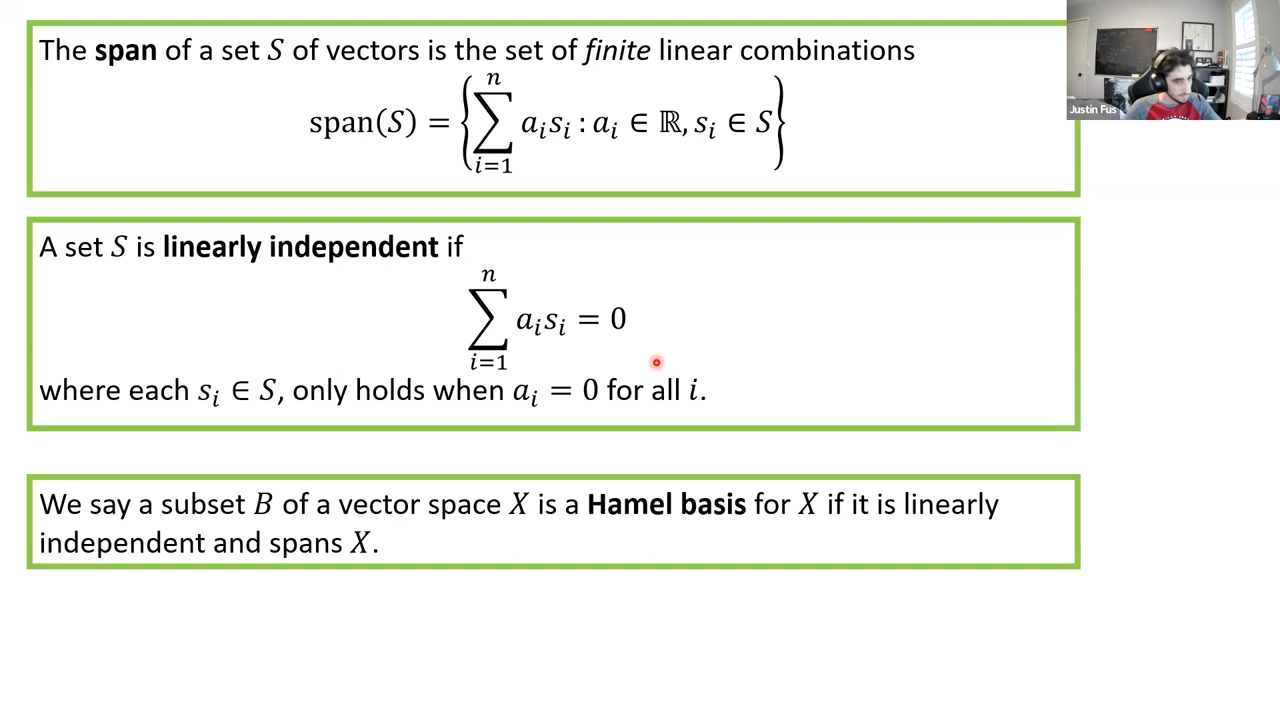 The span of a set S of vectors is the set of finite linear combinations
span(S) = { ∑_{i=1}^{n} a_i s_i : a_i ∈ ℝ, s_i ∈ S }
Justin Fus
A set S is linearly independent if
∑_{i=1}^{n} a_i s_i = 0
where each s_i ∈ S, only holds when a_i = 0 for all i.
We say a subset B of a vector space X is a Hamel basis for X if it is linearly
independent and spans X.